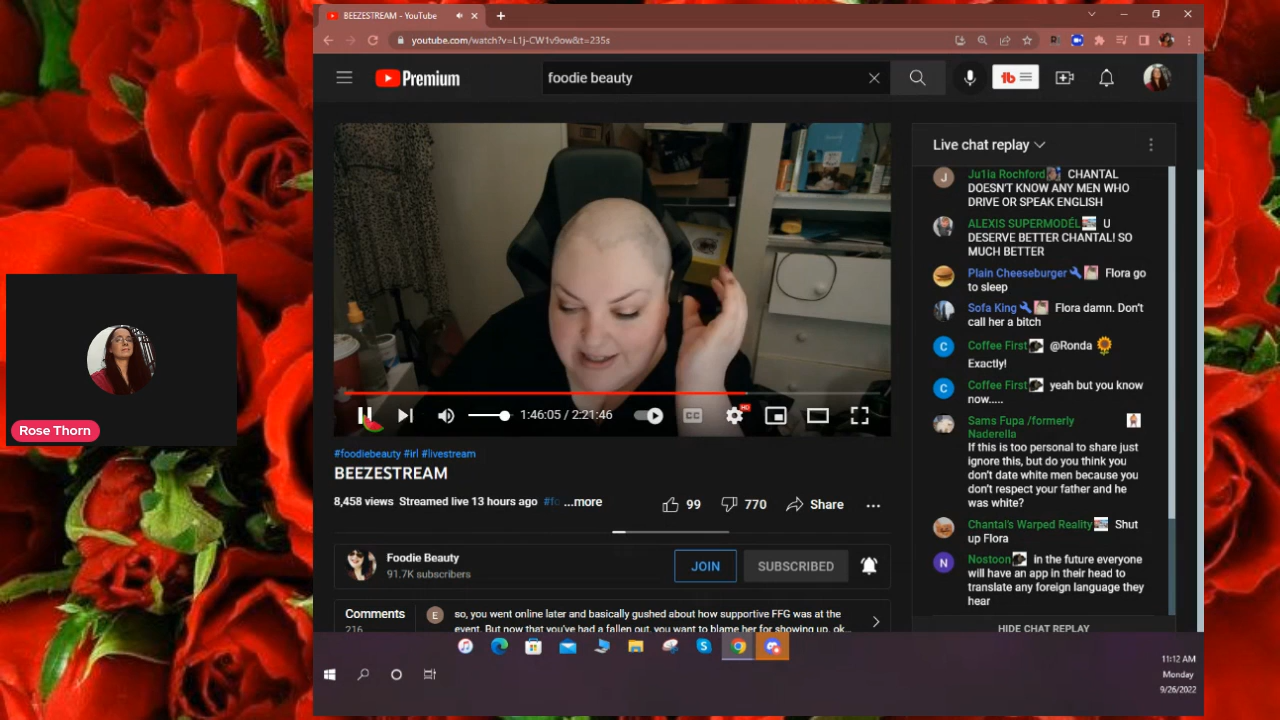 BEEZESTREAM - YouTube
youtube.com/watch?v=L1j-CW1v9ow&t=235s
Premium
foodie beauty
Live chat replay
Ju1ia Rochford CHANTAL
DOESN'T KNOW ANY MEN WHO
DRIVE OR SPEAK ENGLISH
ALEXIS SUPERMODÉL U
DESERVE BETTER CHANTAL! SO
MUCH BETTER
Plain Cheeseburger Flora go
to sleep
Sofa King Flora damn. Don't
call her a bitch
C
Coffee First @Ronda
Exactly!
C
Coffee First yeah but you know
now.....
Sams Fupa /formerly
Naderella
If this is too personal to share just
ignore this, but do you think you
don't date white men because you
don't respect your father and he
was white?
Chantal's Warped Reality Shut
up Flora
N
Nostoon in the future everyone
will have an app in their head to
translate any foreign language they
hear
HIDE CHAT REPLAY
1:46:05 / 2:21:46
CC
HD
#foodiebeauty #irl #livestream
BEEZESTREAM
8,458 views Streamed live 13 hours ago #fo ...more
99
770
Share
Foodie Beauty
91.7K subscribers
JOIN
SUBSCRIBED
Comments
216
E
so, you went online later and basically gushed about how supportive FFG was at the
event. But now that you've had a fallen out, you want to blame her for showing up. ok...
Rose Thorn
11:12 AM
Monday
9/26/2022